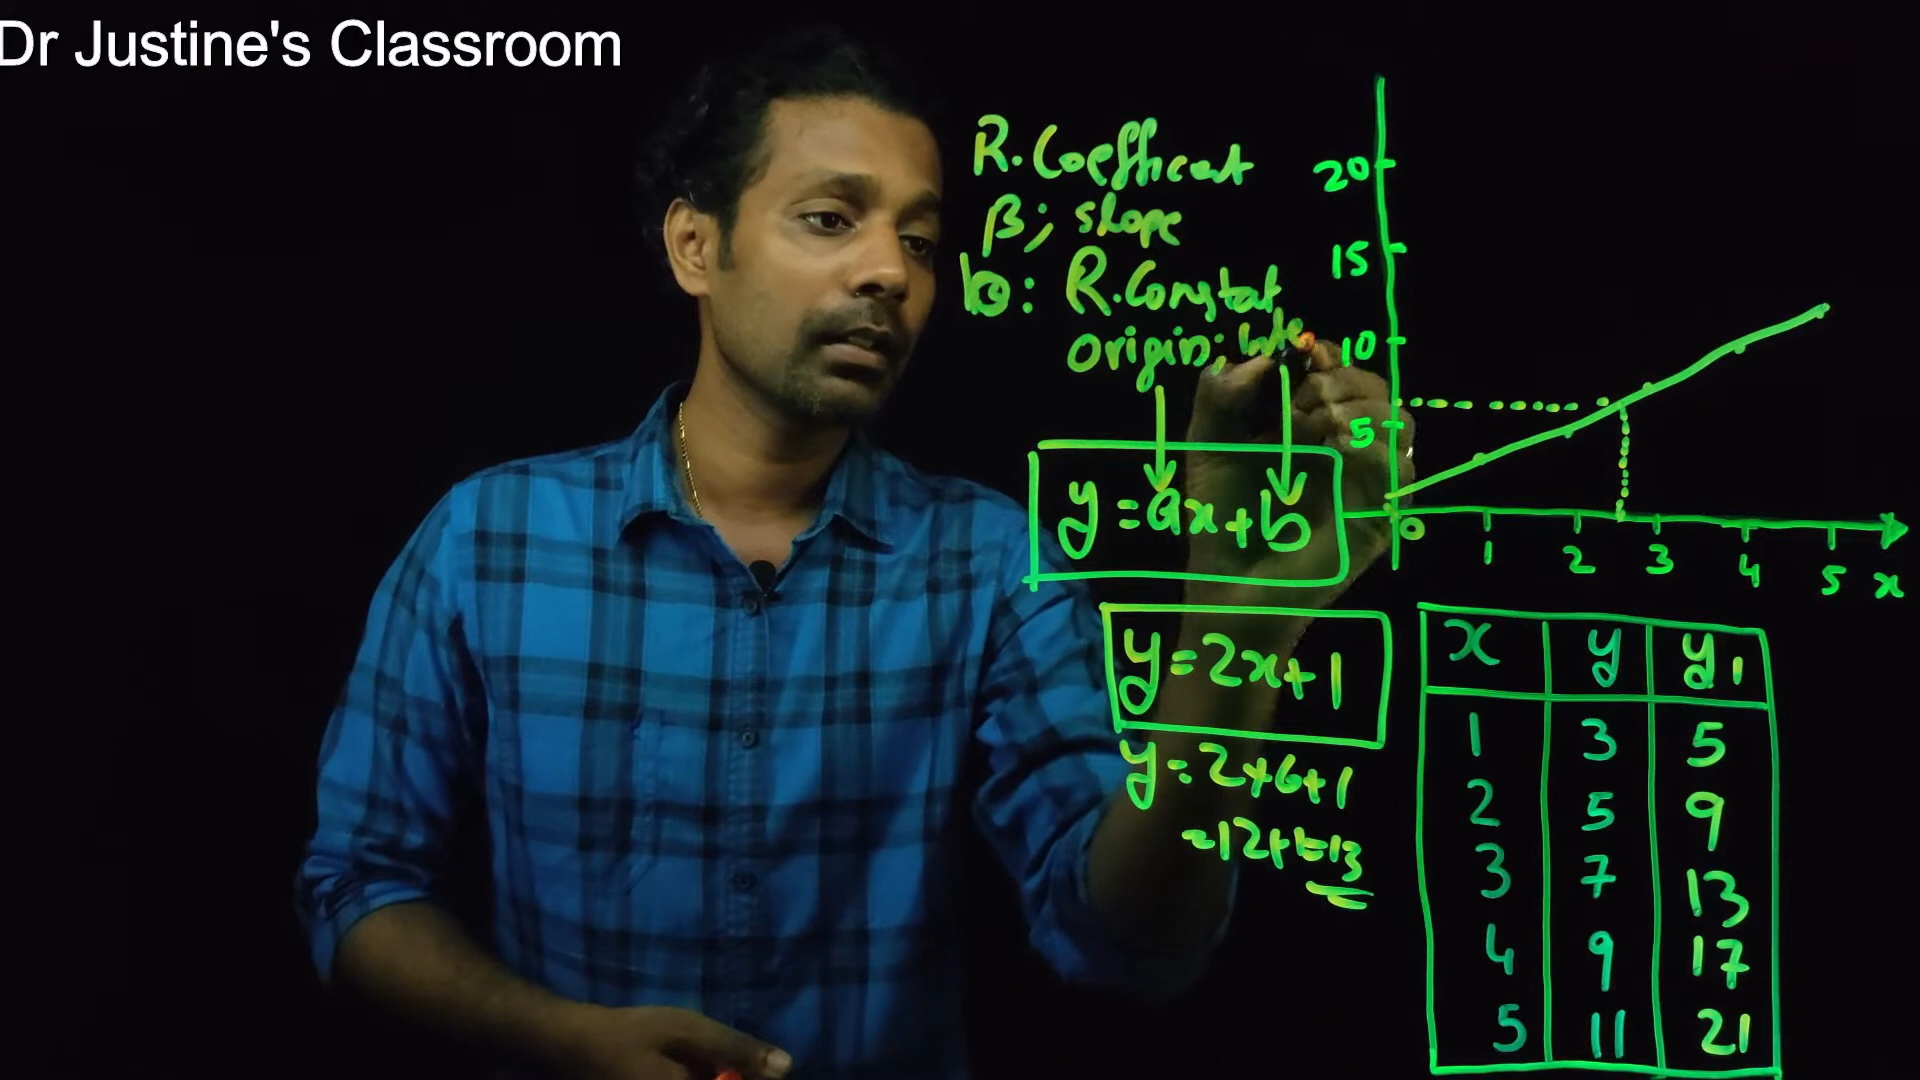 Dr Justine's Classroom
R. Coefficent
β; slope
b: R. Constat
Origin; Inte
y = ax + b
y = 2x + 1
y = 2x6+1
=12+1=13
20
15
10
5
0 1 2 3 4 5 x
x y y1
1 3 5
2 5 9
3 7 13
4 9 17
5 11 21